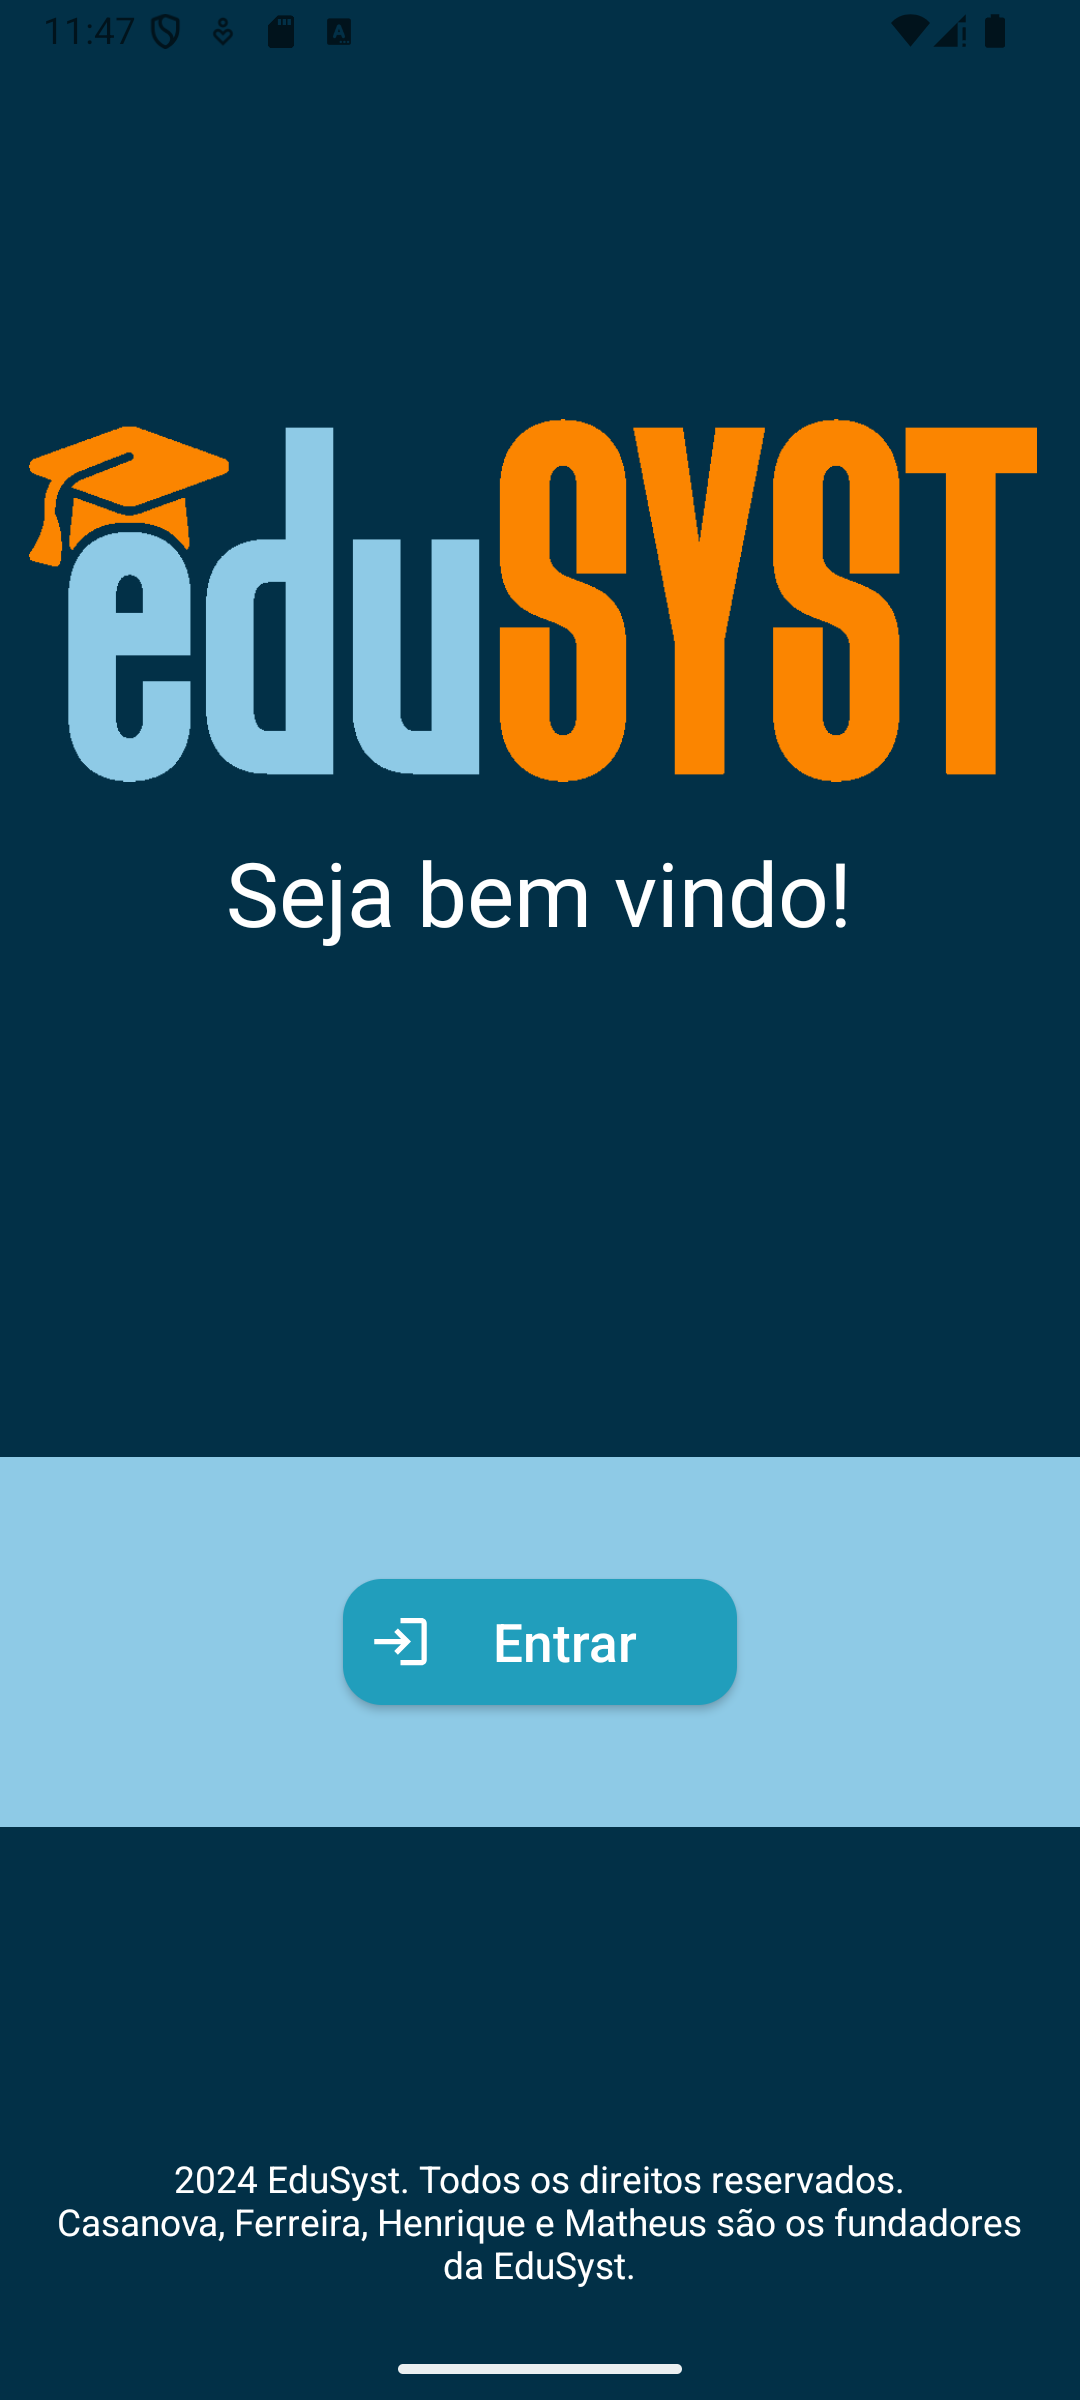 11:47
eduSYST
Seja bem vindo!
Entrar
2024 EduSyst. Todos os direitos reservados.
Casanova, Ferreira, Henrique e Matheus são os fundadores
da EduSyst.